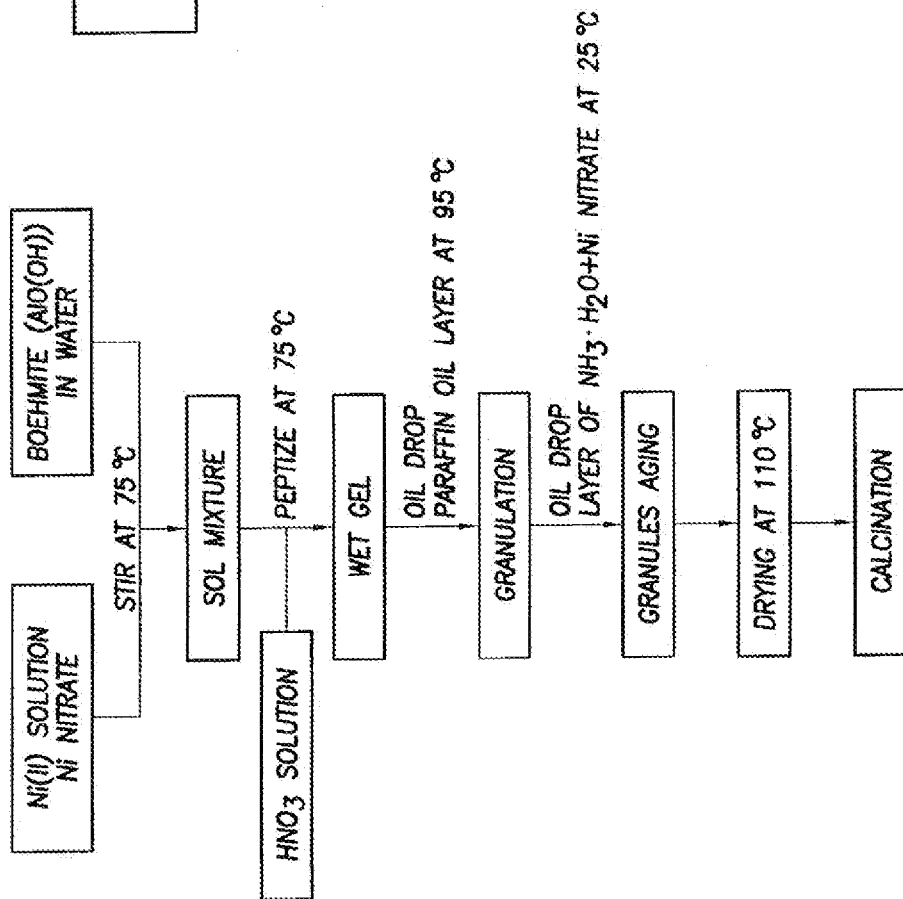 Ni(II) SOLUTION
Ni NITRATE
BOEHMITE (AlO(OH))
IN WATER
STIR AT 75°C
SOL MIXTURE
HNO3 SOLUTION
PEPTIZE AT 75°C
WET GEL
OIL DROP
PARAFFIN OIL LAYER AT 95°C
GRANULATION
OIL DROP
LAYER OF NH3·H2O+Ni NITRATE AT 25°C
GRANULES AGING
DRYING AT 110°C
CALCINATION